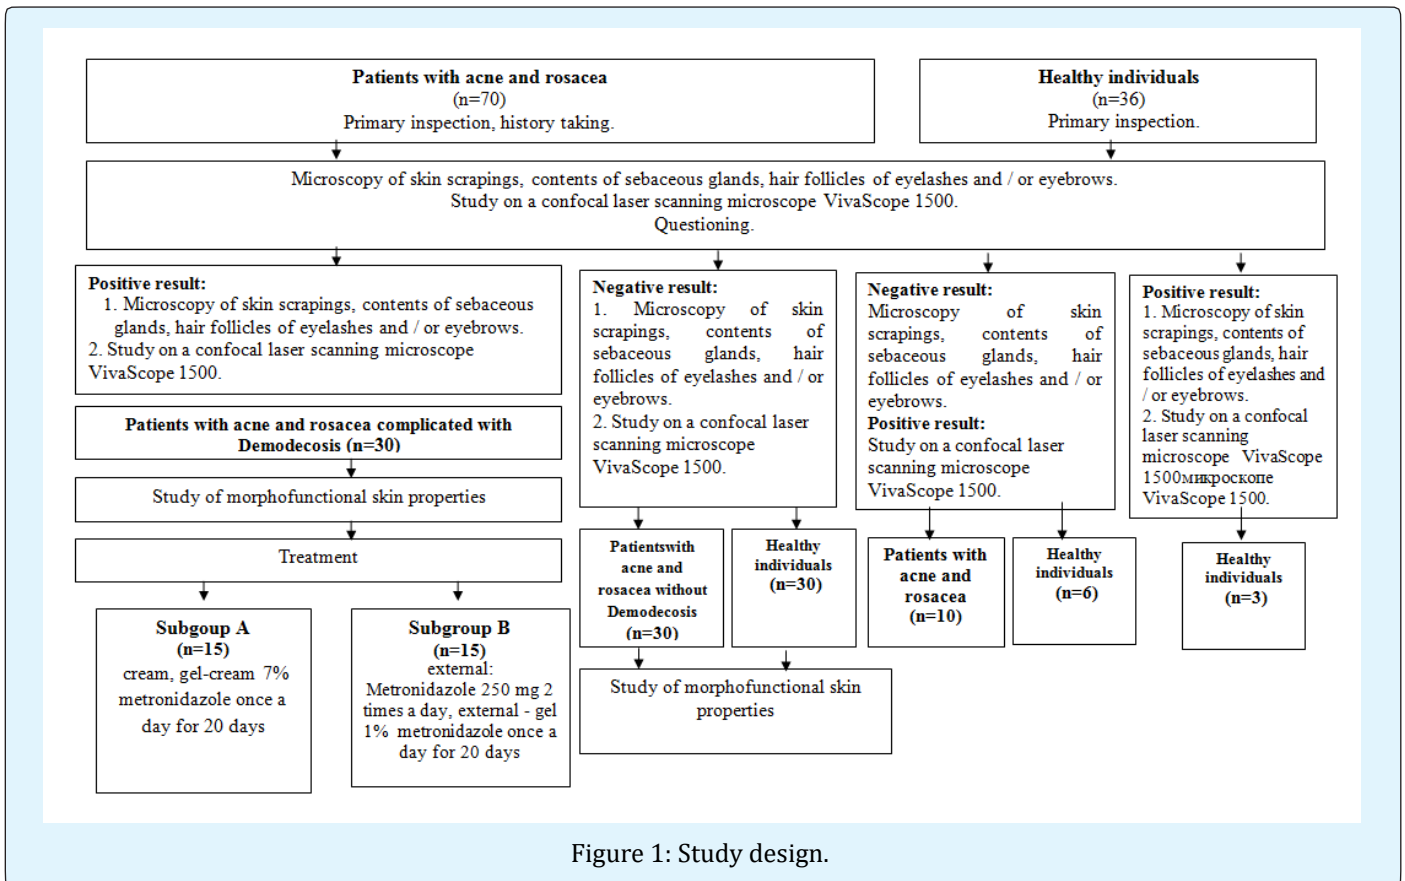 Patients with acne and rosacea
(n=70)
Primary inspection, history taking.
Healthy individuals
(n=36)
Primary inspection.
Microscopy of skin scrapings, contents of sebaceous glands, hair follicles of eyelashes and / or eyebrows.
Study on a confocal laser scanning microscope VivaScope 1500.
Questioning.
Positive result:
1. Microscopy of skin scrapings, contents of sebaceous
glands, hair follicles of eyelashes and / or eyebrows.
2. Study on a confocal laser scanning microscope
VivaScope 1500.
Negative result:
1. Microscopy of skin
scrapings, contents of
sebaceous glands, hair
follicles of eyelashes and / or
eyebrows.
2. Study on a confocal laser
scanning microscope
VivaScope 1500.
Negative result:
Microscopy of skin
scrapings, contents of
sebaceous glands, hair
follicles of eyelashes and / or
eyebrows.
Positive result:
Study on a confocal laser
scanning microscope
VivaScope 1500.
Positive result:
1. Microscopy of skin
scrapings, contents of
sebaceous glands, hair
follicles of eyelashes and
/ or eyebrows.
2. Study on a confocal
laser scanning
microscope VivaScope
1500микроскопе
VivaScope 1500.
Patients with acne and rosacea complicated with
Demodecosis (n=30)
Study of morphofunctional skin properties
Treatment
Subgoup A
(n=15)
cream, gel-cream 7%
metronidazole once a
day for 20 days
Subgroup B
(n=15)
external:
Metronidazole 250 mg 2
times a day, external - gel
1% metronidazole once a
day for 20 days
Patientswith
acne and
rosacea without
Demodecosis
(n=30)
Healthy
individuals
(n=30)
Patients with
acne and
rosacea
(n=10)
Healthy
individuals
(n=6)
Healthy
individuals
(n=3)
Study of morphofunctional skin
properties
Figure 1: Study design.